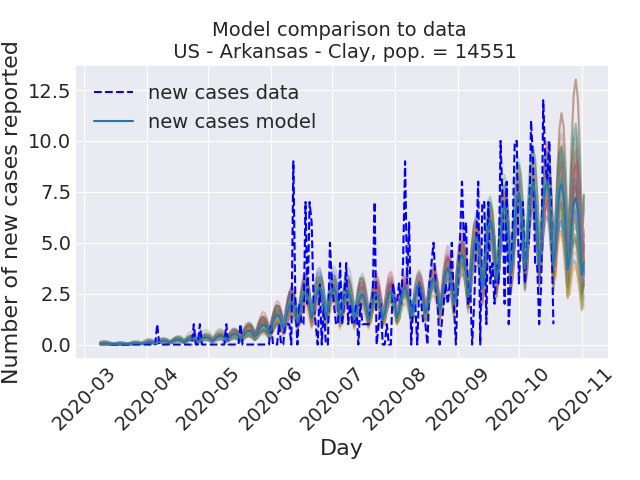 Model comparison to data
US - Arkansas - Clay, pop. = 14551
Number of new cases reported
12.5
10.0
7.5
5.0
2.5
0.0
new cases data
new cases model
2020-03
2020-04
2020-05
2020-06
2020-07
2020-08
2020-09
2020-10
2020-11
Day